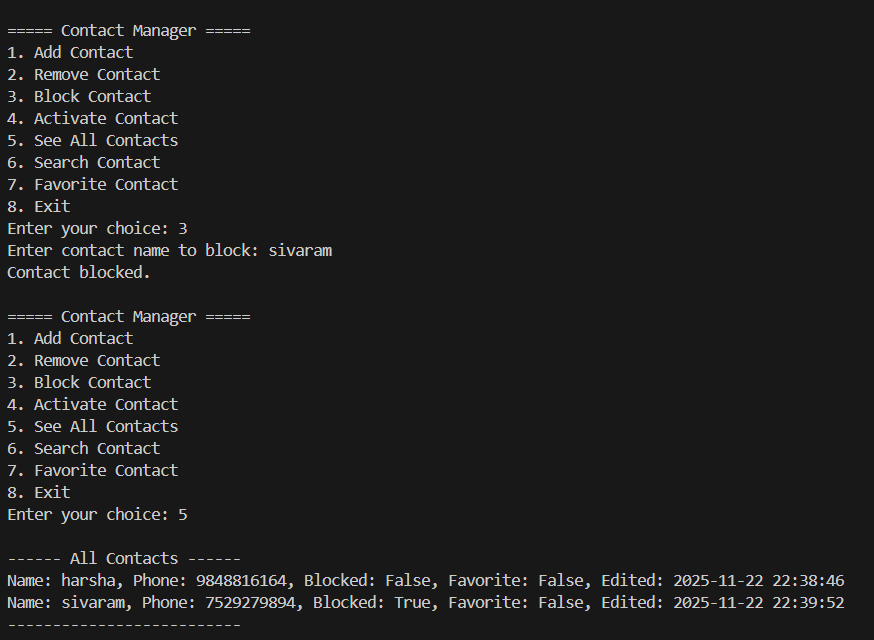 ===== Contact Manager =====
1. Add Contact
2. Remove Contact
3. Block Contact
4. Activate Contact
5. See All Contacts
6. Search Contact
7. Favorite Contact
8. Exit
Enter your choice: 3
Enter contact name to block: sivaram
Contact blocked.
===== Contact Manager =====
1. Add Contact
2. Remove Contact
3. Block Contact
4. Activate Contact
5. See All Contacts
6. Search Contact
7. Favorite Contact
8. Exit
Enter your choice: 5
------ All Contacts ------
Name: harsha, Phone: 9848816164, Blocked: False, Favorite: False, Edited: 2025-11-22 22:38:46
Name: sivaram, Phone: 7529279894, Blocked: True, Favorite: False, Edited: 2025-11-22 22:39:52
--------------------------